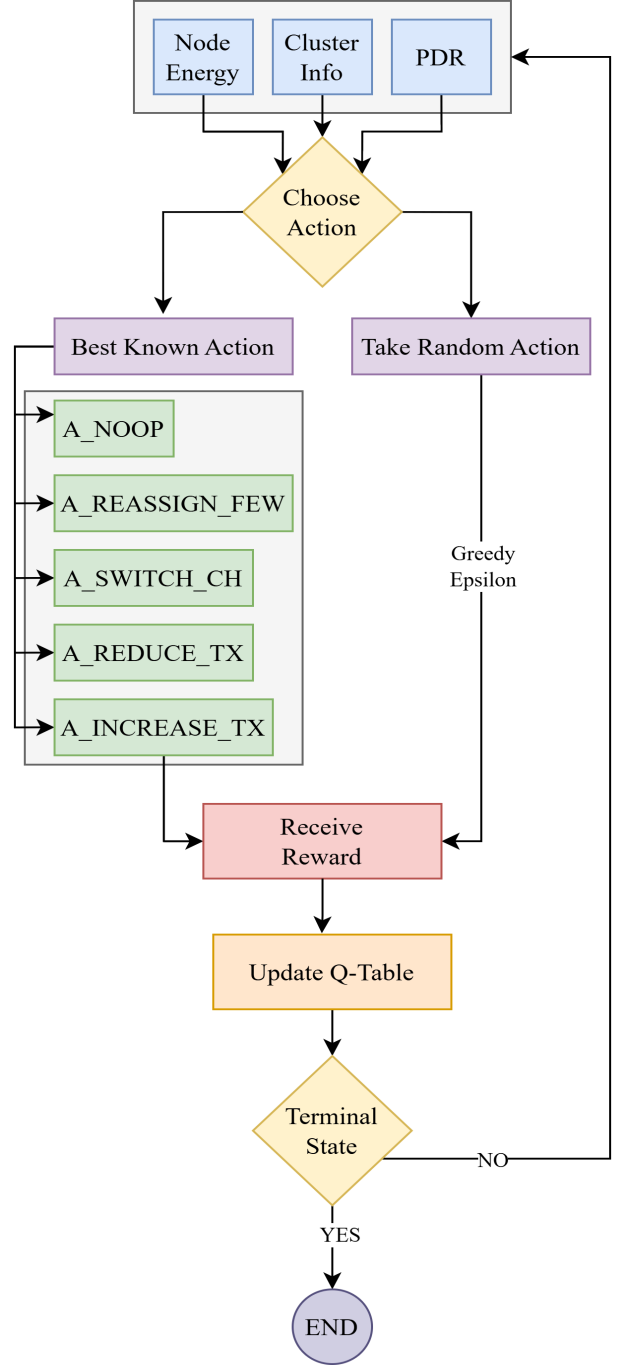 Node
Energy
Cluster
Info
PDR
Choose
Action
Best Known Action
Take Random Action
A_NOOP
A_REASSIGN_FEW
A_SWITCH_CH
A_REDUCE_TX
A_INCREASE_TX
Greedy
Epsilon
Receive
Reward
Update Q-Table
Terminal
State
NO
YES
END